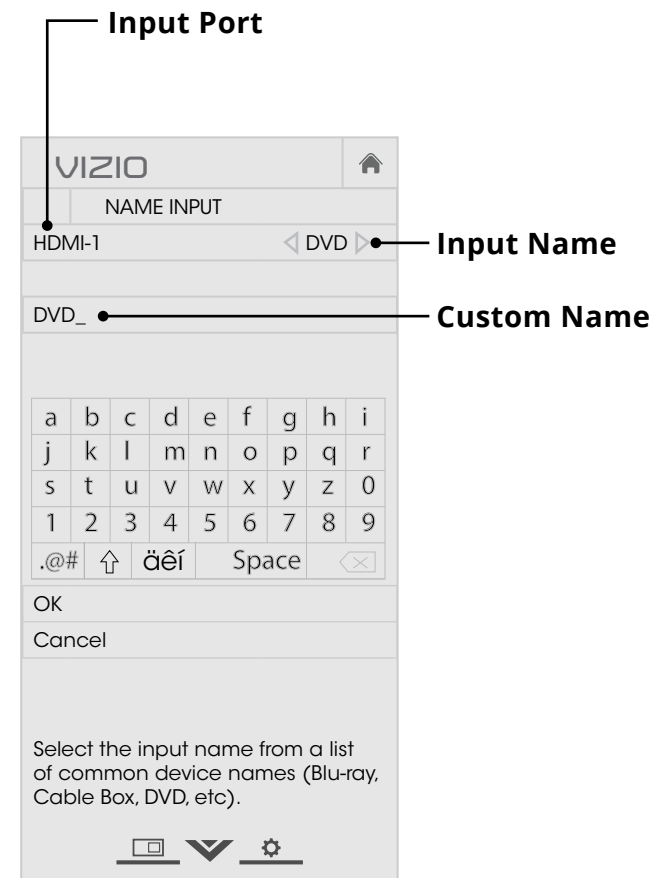 Input Port
VIZIO
NAME INPUT
HDMI-1 DVD Input Name
DVD_ Custom Name
a b c d e f g h i
j k l m n o p q r
s t u v w x y z 0
1 2 3 4 5 6 7 8 9
.@# äêí Space
OK
Cancel
Select the input name from a list
of common device names (Blu-ray,
Cable Box, DVD, etc).